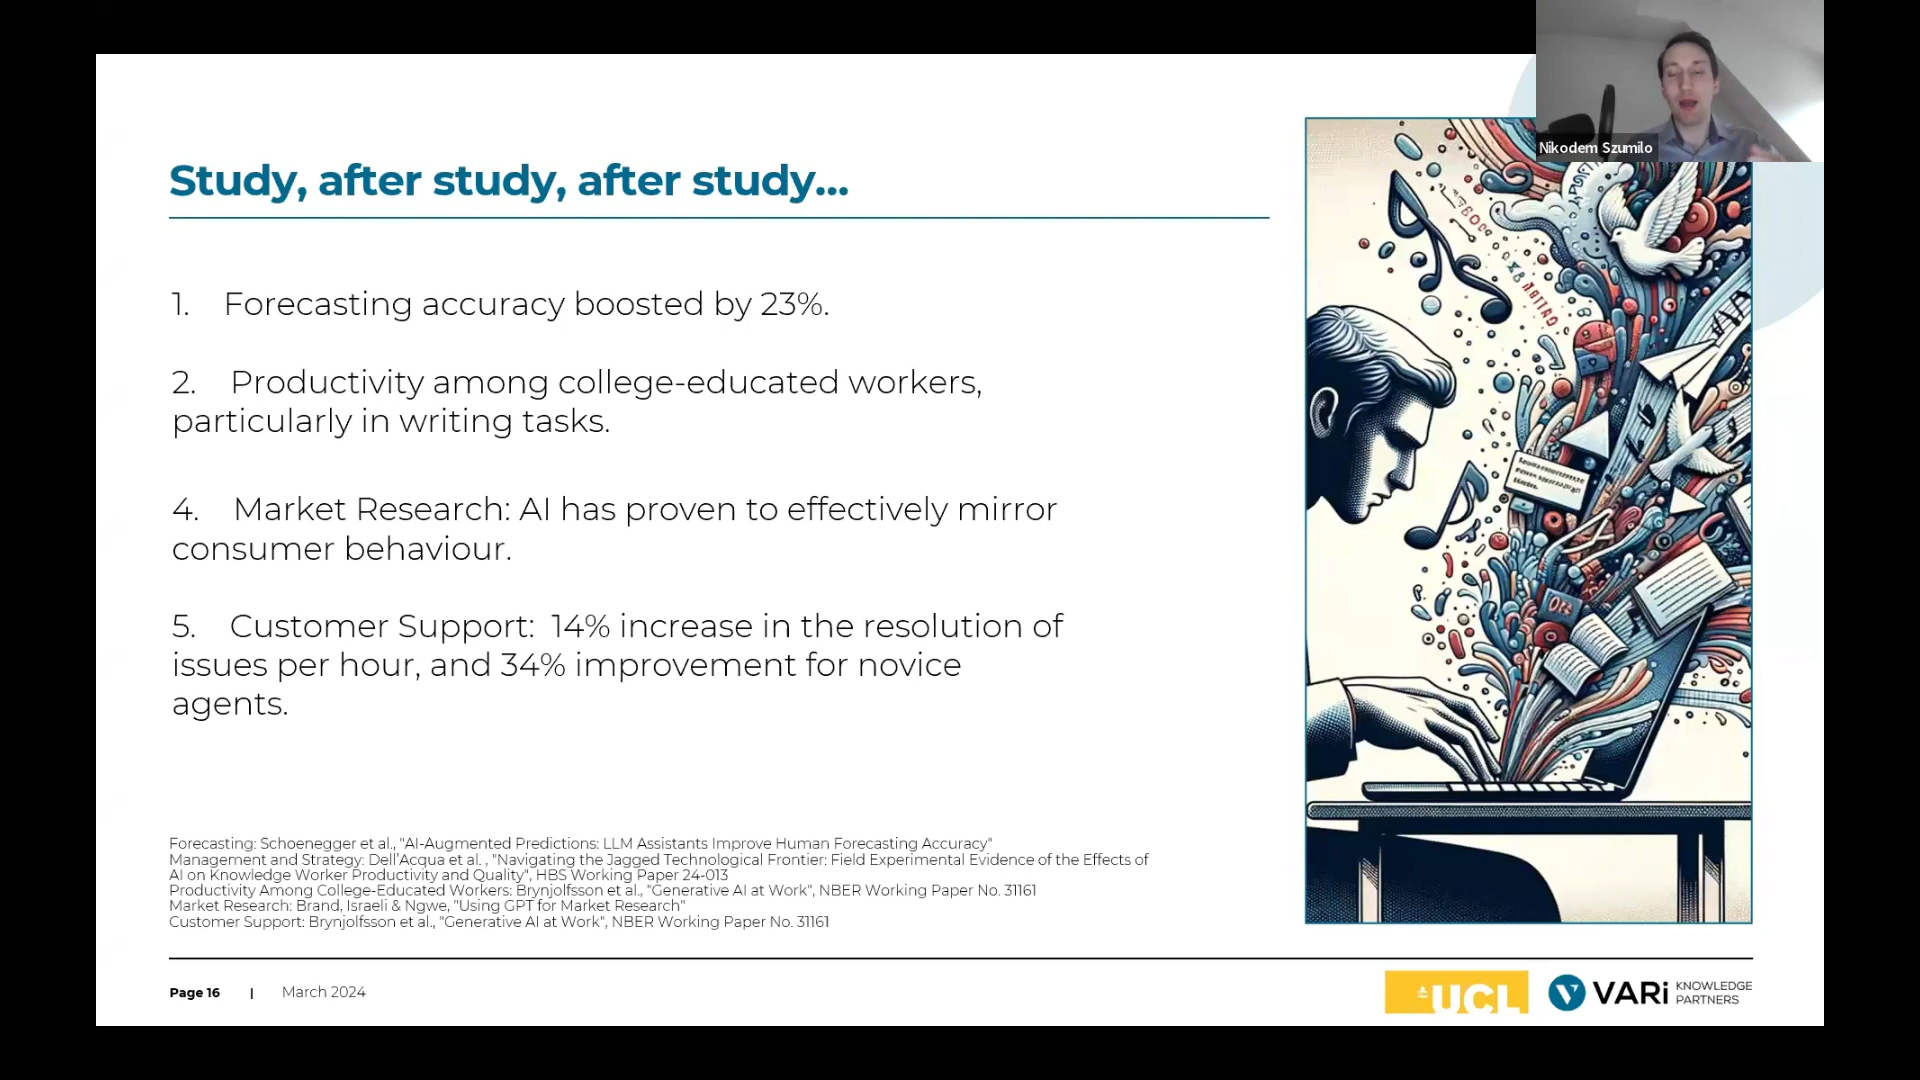 Nikodem Szumilo
Study, after study, after study...
1. Forecasting accuracy boosted by 23%.
2. Productivity among college-educated workers,
particularly in writing tasks.
4. Market Research: AI has proven to effectively mirror
consumer behaviour.
5. Customer Support: 14% increase in the resolution of
issues per hour, and 34% improvement for novice
agents.
Forecasting: Schoenegger et al., "AI-Augmented Predictions: LLM Assistants Improve Human Forecasting Accuracy"
Management and Strategy: Dell'Acqua et al. , "Navigating the Jagged Technological Frontier: Field Experimental Evidence of the Effects of
AI on Knowledge Worker Productivity and Quality", HBS Working Paper 24-013
Productivity Among College-Educated Workers: Brynjolfsson et al., "Generative AI at Work", NBER Working Paper No. 31161
Market Research: Brand, Israeli & Ngwe, "Using GPT for Market Research"
Customer Support: Brynjolfsson et al., "Generative AI at Work", NBER Working Paper No. 31161
Page 16 | March 2024
UCL
VARi KNOWLEDGE
PARTNERS